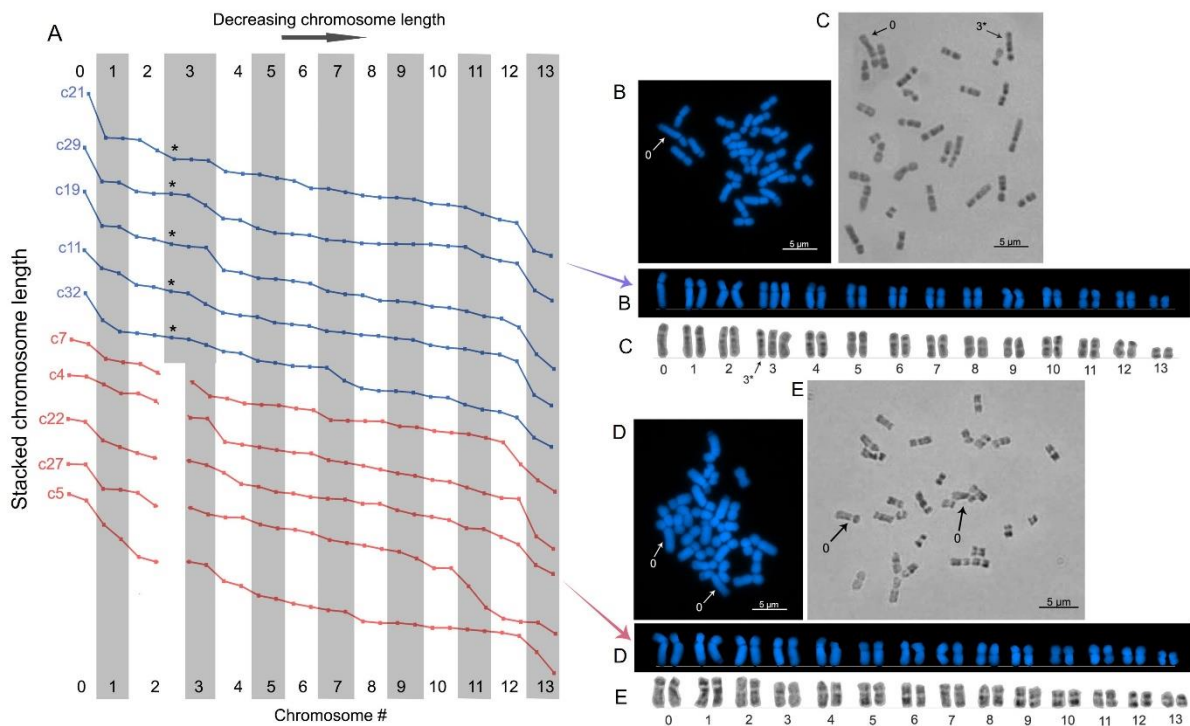 Decreasing chromosome length
A
0 1 2 3 4 5 6 7 8 9 10 11 12 13
c21
c29
c19
c11
c32
c7
c4
c22
c27
c5
*
*
*
*
*
Stacked chromosome length
0 1 2 3 4 5 6 7 8 9 10 11 12 13
Chromosome #
B
0
5 µm
C
0
3*
5 µm
B
C
0 1 2 3* 3 4 5 6 7 8 9 10 11 12 13
D
0
0
5 µm
E
0
0
5 µm
D
E
0 1 2 3 4 5 6 7 8 9 10 11 12 13